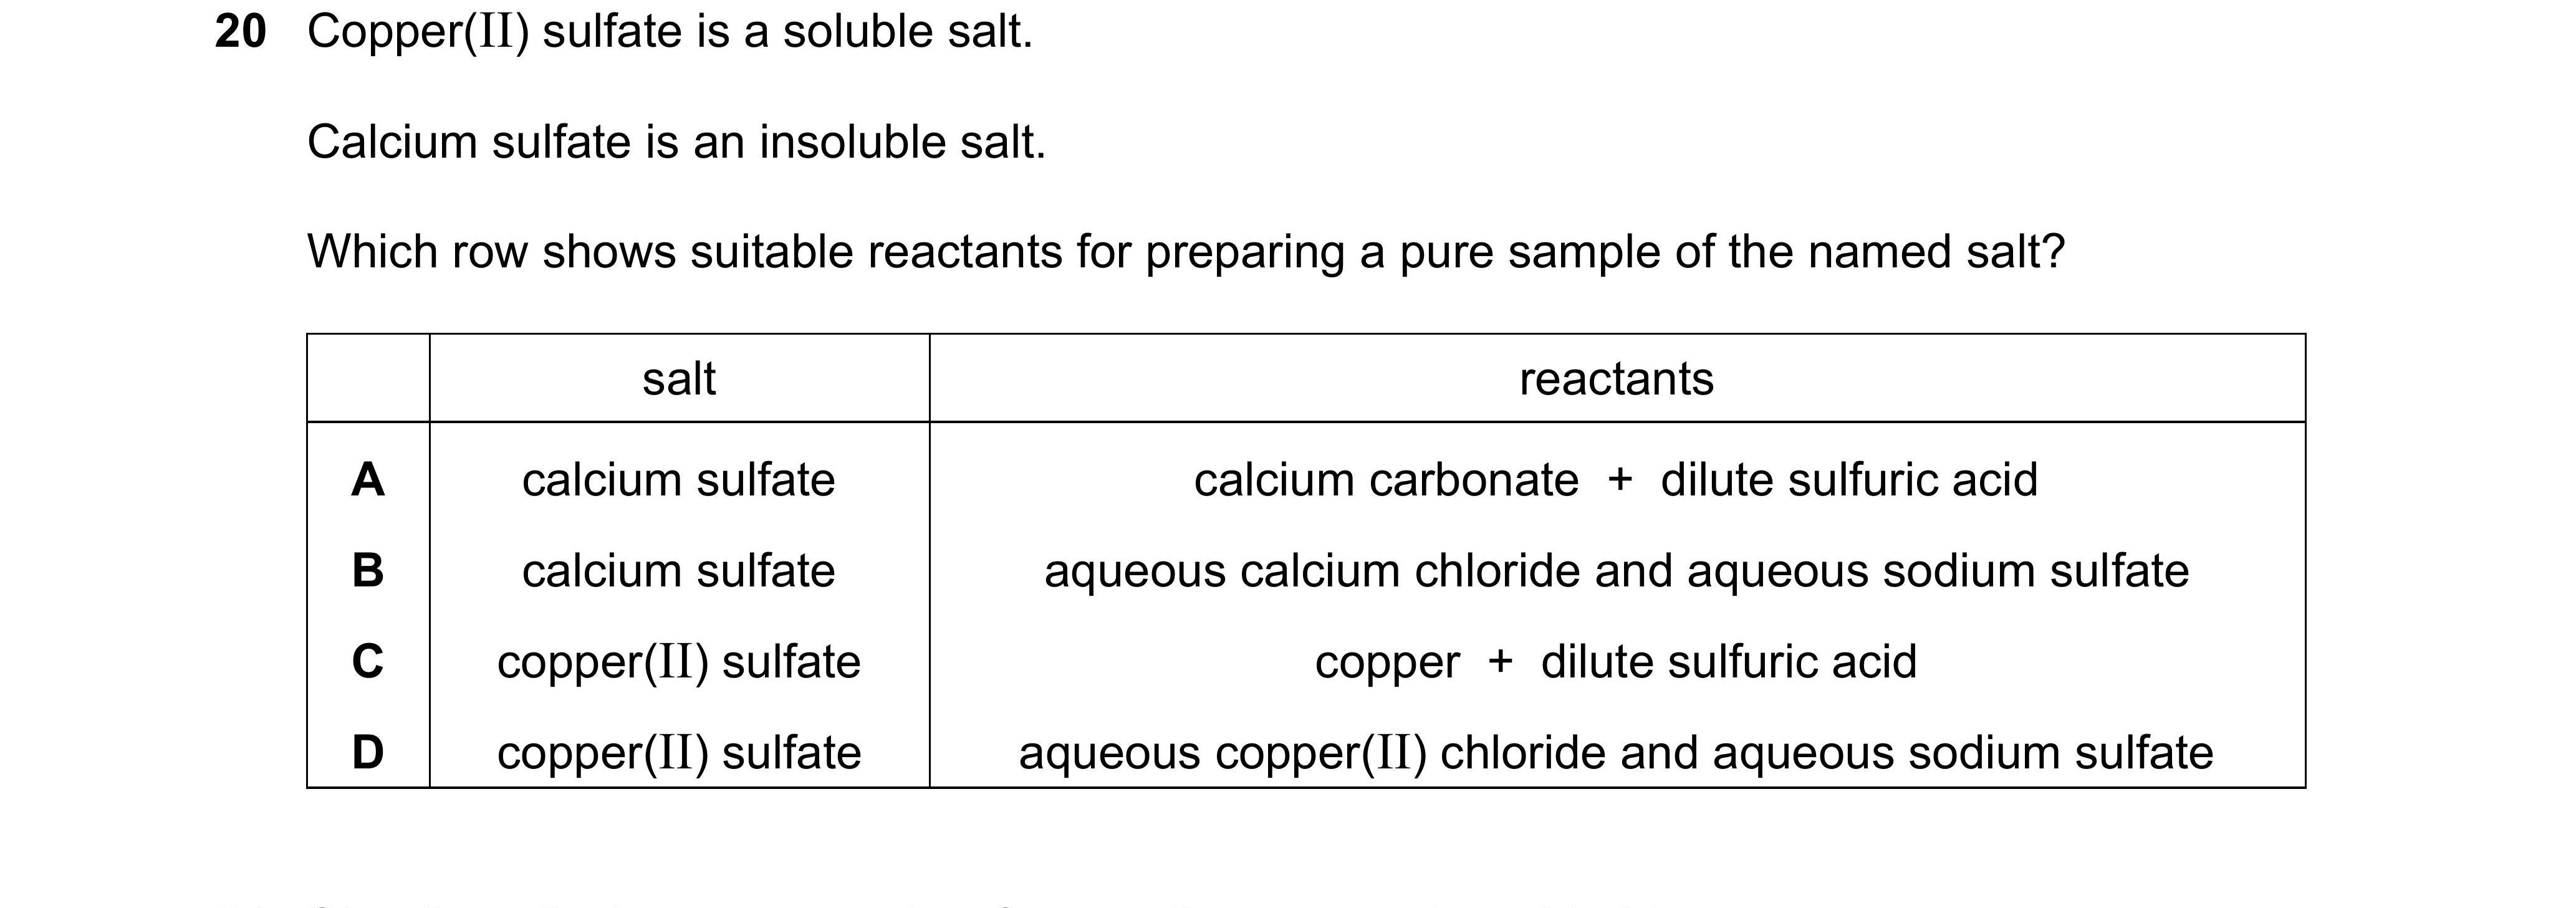 20 Copper(II) sulfate is a soluble salt.
Calcium sulfate is an insoluble salt.
Which row shows suitable reactants for preparing a pure sample of the named salt?
salt reactants
A calcium sulfate calcium carbonate + dilute sulfuric acid
B calcium sulfate aqueous calcium chloride and aqueous sodium sulfate
C copper(II) sulfate copper + dilute sulfuric acid
D copper(II) sulfate aqueous copper(II) chloride and aqueous sodium sulfate